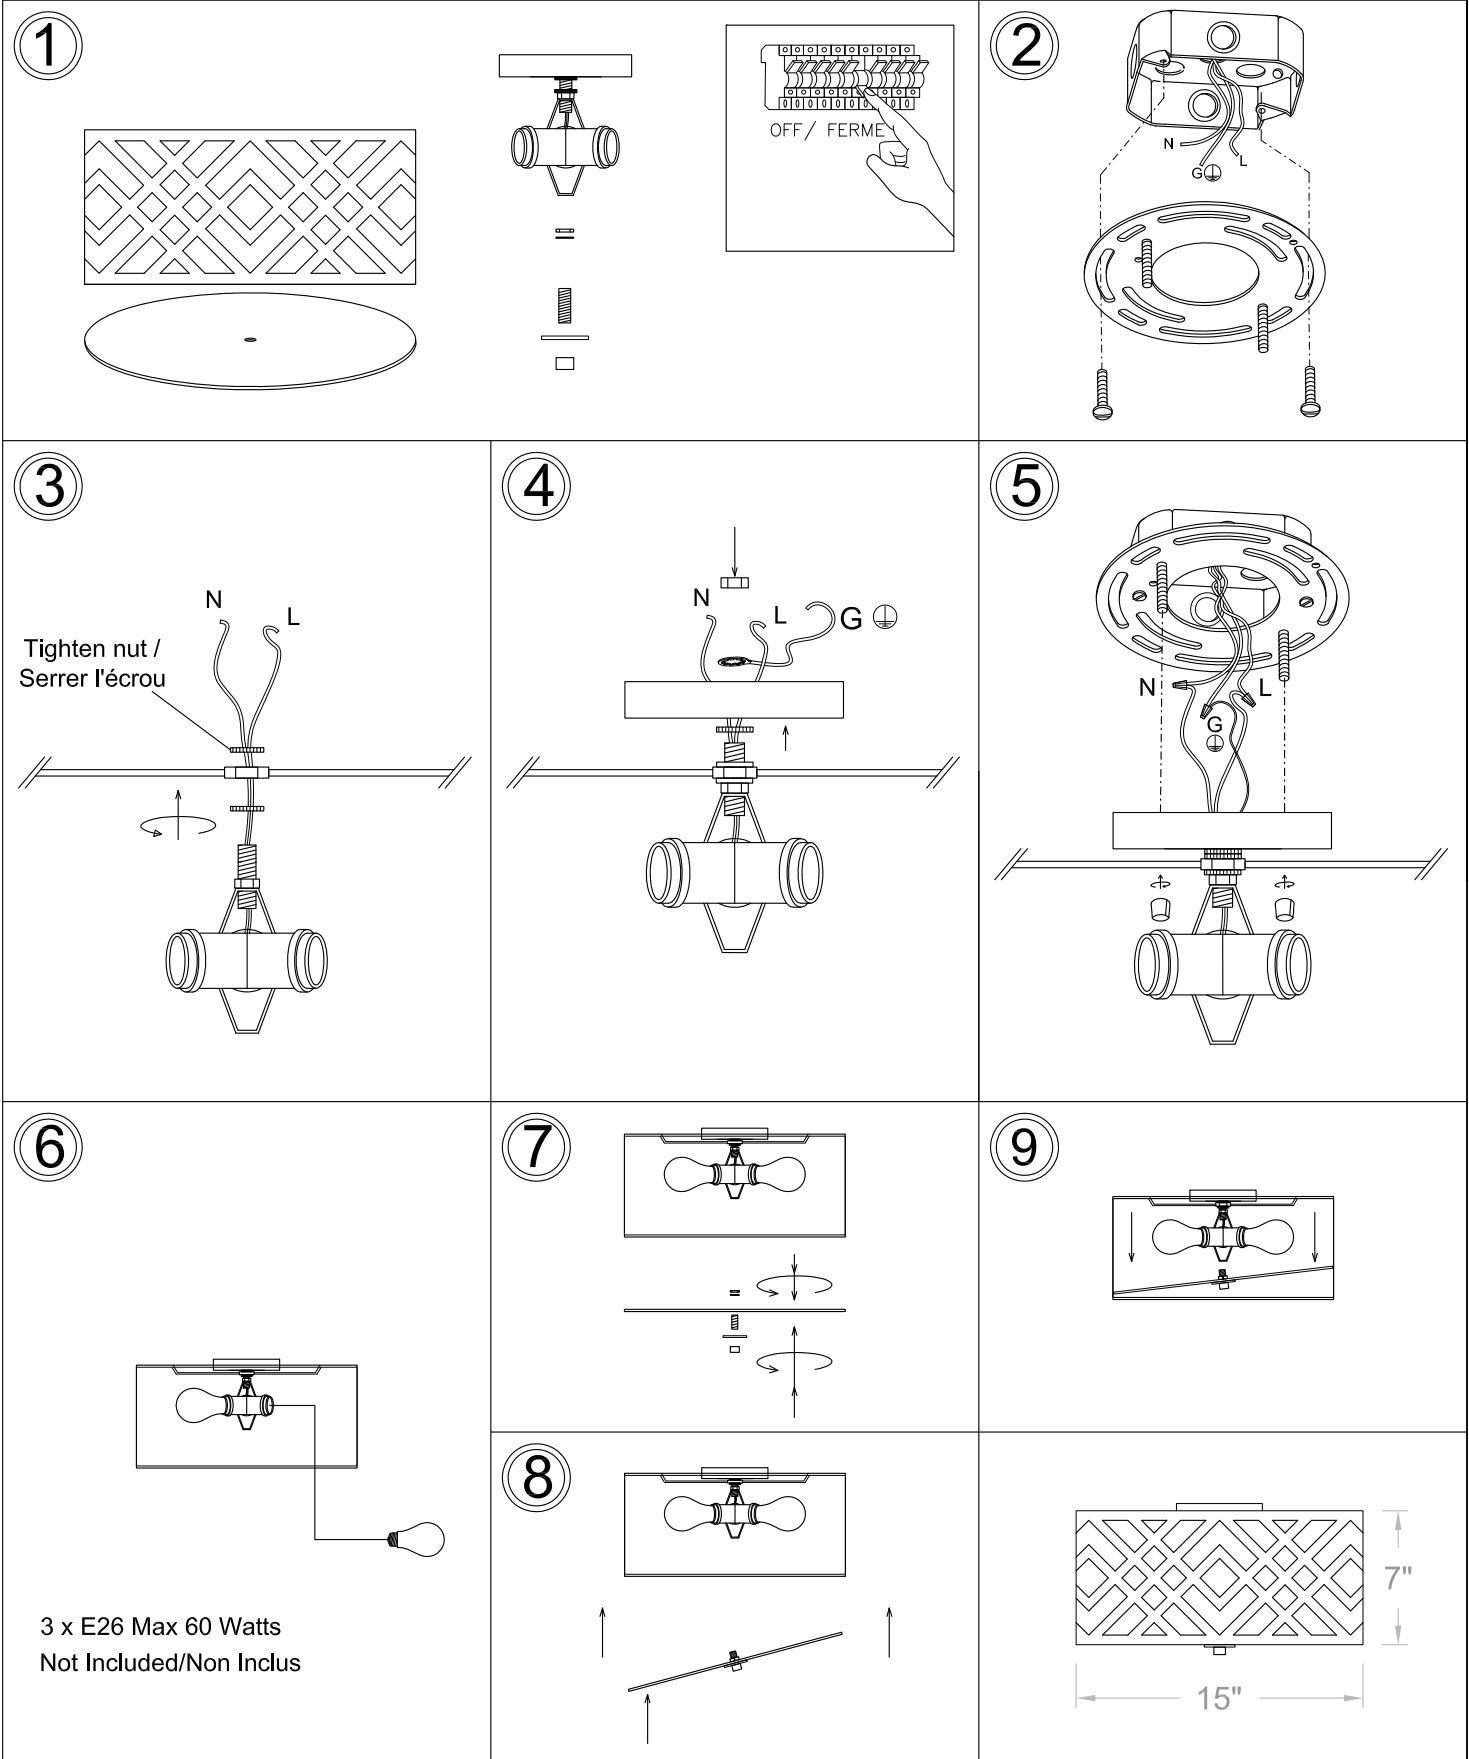 1
OFF/ FERME
2
N
G
L
3
N
L
Tighten nut /
Serrer l'écrou
4
N
L
G
5
N
L
G
6
3 x E26 Max 60 Watts
Not Included/Non Inclus
7
8
9
7"
15"